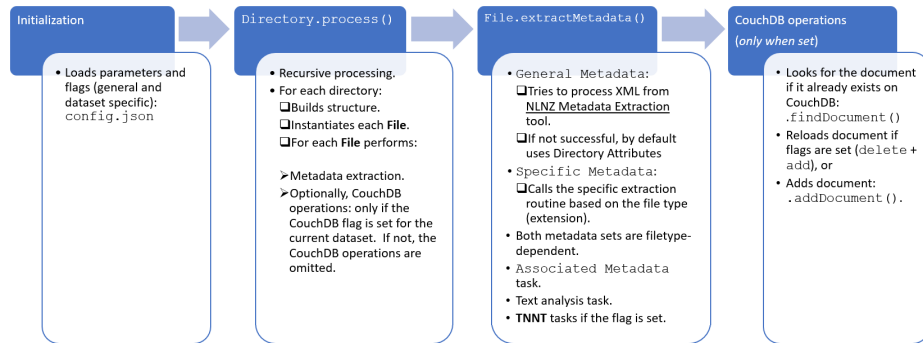 Initialization
• Loads parameters and
flags (general and
dataset specific):
config.json
Directory.process()
• Recursive processing.
• For each directory:
❑Builds structure.
❑Instantiates each File.
❑For each File performs:
➢Metadata extraction.
➢Optionally, CouchDB
operations: only if the
CouchDB flag is set for the
current dataset. If not, the
CouchDB operations are
omitted.
File.extractMetadata()
• General Metadata:
❑Tries to process XML from
NLNZ Metadata Extraction
tool.
❑If not successful, by default
uses Directory Attributes
• Specific Metadata:
❑Calls the specific extraction
routine based on the file type
(extension).
• Both metadata sets are filetype-
dependent.
• Associated Metadata
task.
• Text analysis task.
• TNNT tasks if the flag is set.
CouchDB operations
(only when set)
• Looks for the document
if it already exists on
CouchDB:
.findDocument()
• Reloads document if
flags are set (delete +
add), or
• Adds document:
.addDocument().